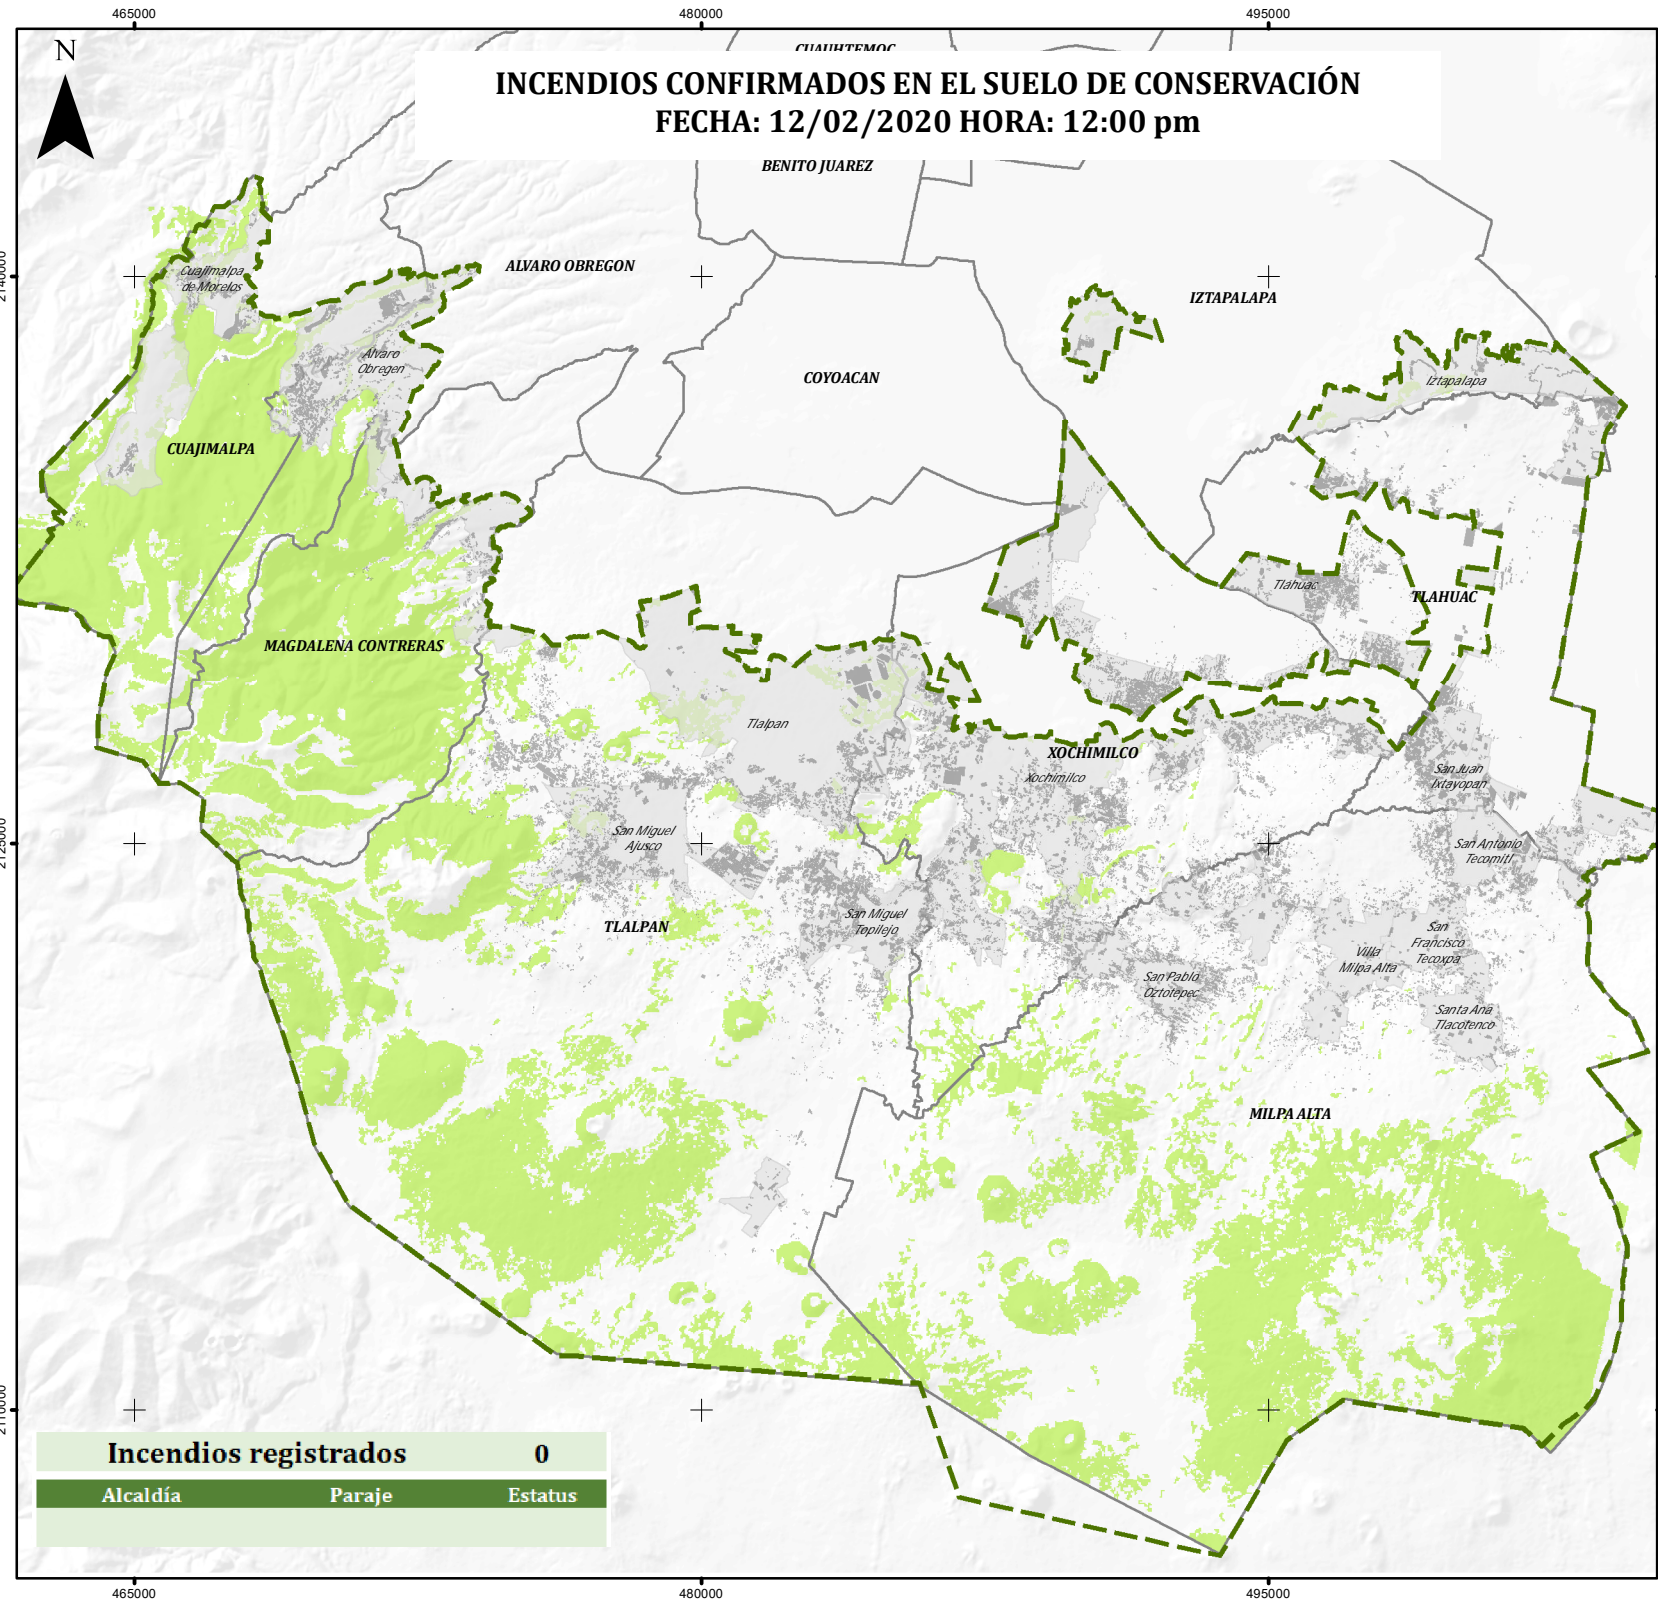 465000
480000
495000
N
CUAUHTEMOC
INCENDIOS CONFIRMADOS EN EL SUELO DE CONSERVACIÓN
FECHA: 12/02/2020 HORA: 12:00 pm
BENITO JUAREZ
ALVARO OBREGON
IZTAPALAPA
2140000
Cuajimalpa
de Morelos
Alvaro
Obregon
COYOACAN
Iztapalapa
CUAJIMALPA
Tlahuac
TLAHUAC
MAGDALENA CONTRERAS
Tlalpan
XOCHIMILCO
Xochimilco
San Juan
Ixtayopan
2125000
San Miguel
Ajusco
San Antonio
Tecomitl
TLALPAN
San Miguel
Topilejo
San
Francisco
Tecoxpa
Villa
Milpa Alta
San Pablo
Oztotepec
Santa Ana
Tlacotenco
MILPA ALTA
2110000
Incendios registrados 0
Alcaldía Paraje Estatus
465000
480000
495000